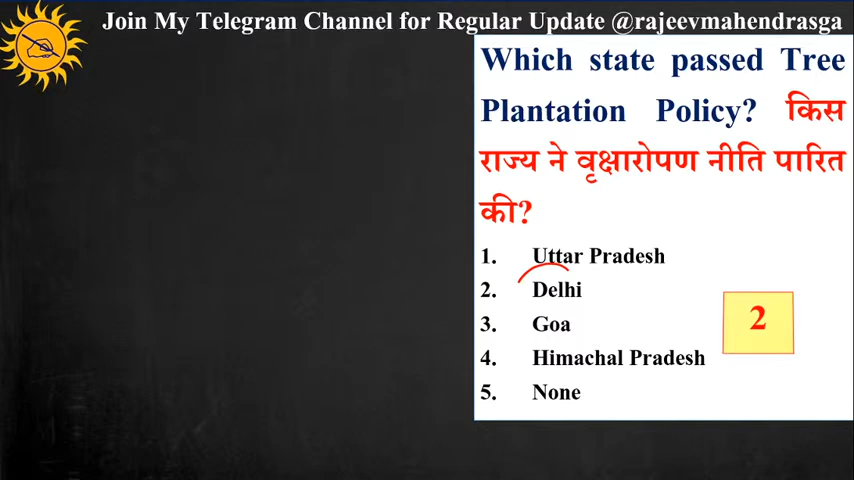 Join My Telegram Channel for Regular Update @rajeevmahendrasga
Which state passed Tree
Plantation Policy? किस
राज्य ने वृक्षारोपण नीति पारित
की?
1. Uttar Pradesh
2. Delhi
3. Goa
4. Himachal Pradesh
5. None
2